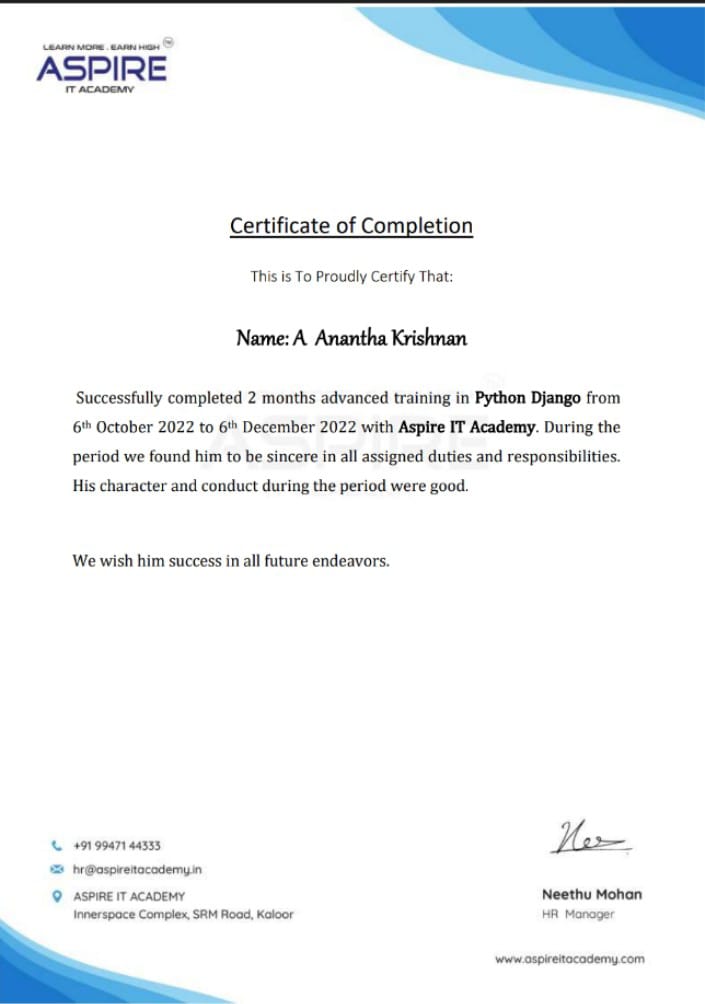 LEARN MORE . EARN HIGH TM
ASPIRE
IT ACADEMY
Certificate of Completion
This is To Proudly Certify That:
Name: A Anantha Krishnan
ASPIRE
Successfully completed 2 months advanced training in Python Django from
6th October 2022 to 6th December 2022 with Aspire IT Academy. During the
period we found him to be sincere in all assigned duties and responsibilities.
His character and conduct during the period were good.
We wish him success in all future endeavors.
+91 99471 44333
hr@aspireitacademy.in
ASPIRE IT ACADEMY
Innerspace Complex, SRM Road, Kaloor
Neethu Mohan
HR Manager
www.aspireitacademy.com